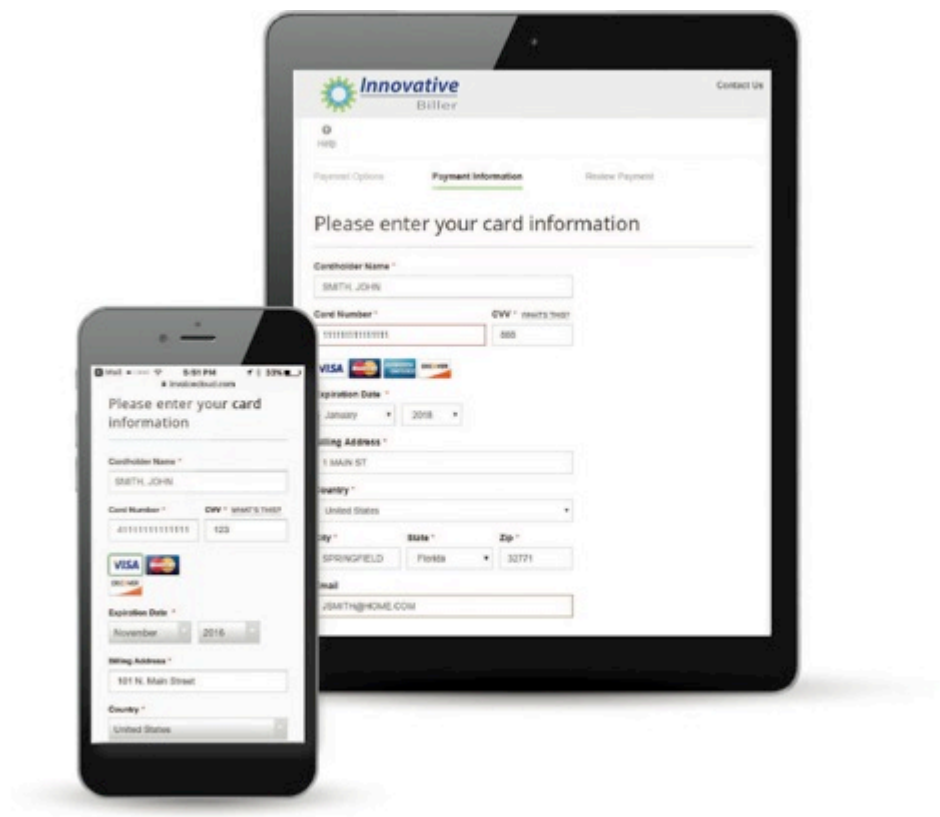 Innovative
Biller
Contact Us
Help
Payment Options Payment Information Review Payment
Please enter your card information
Cardholder Name *
SMITH, JOHN
Card Number * CVV * WHAT'S THIS?
888
VISA
Expiration Date *
January 2018
Billing Address *
1 MAIN ST
Country *
United States
City * State * Zip *
SPRINGFIELD Florida 32771
Email
JSMITH@HOME.COM
5:51 PM 33%
invoicecloud.com
Please enter your card
information
Cardholder Name *
SMITH, JOHN
Card Number * CVV * WHAT'S THIS?
123
VISA
Expiration Date *
November 2016
Billing Address *
101 N. Main Street
Country *
United States